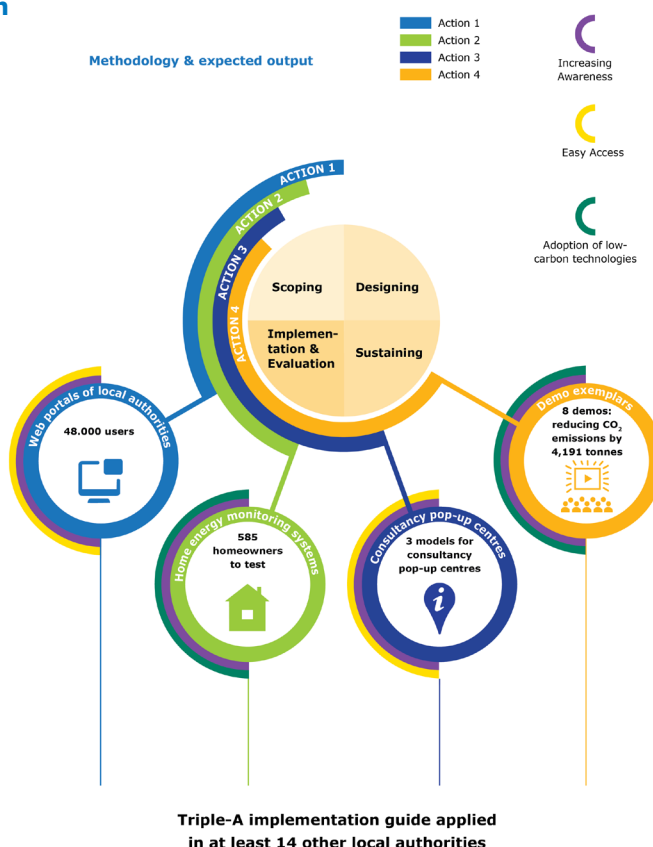 n
Methodology & expected output
Action 1
Action 2
Action 3
Action 4
Increasing
Awareness
Easy Access
Adoption of low-
carbon technologies
ACTION 1
ACTION 2
ACTION 3
ACTION 4
Scoping
Designing
Implemen-
tation &
Evaluation
Sustaining
Web portals of local authorities
48.000 users
Home energy monitoring systems
585
homeowners
to test
Consultancy pop-up centres
3 models for
consultancy
pop-up centres
i
Demo exemplars
8 demos:
reducing CO₂
emissions by
4,191 tonnes
Triple-A implementation guide applied
in at least 14 other local authorities